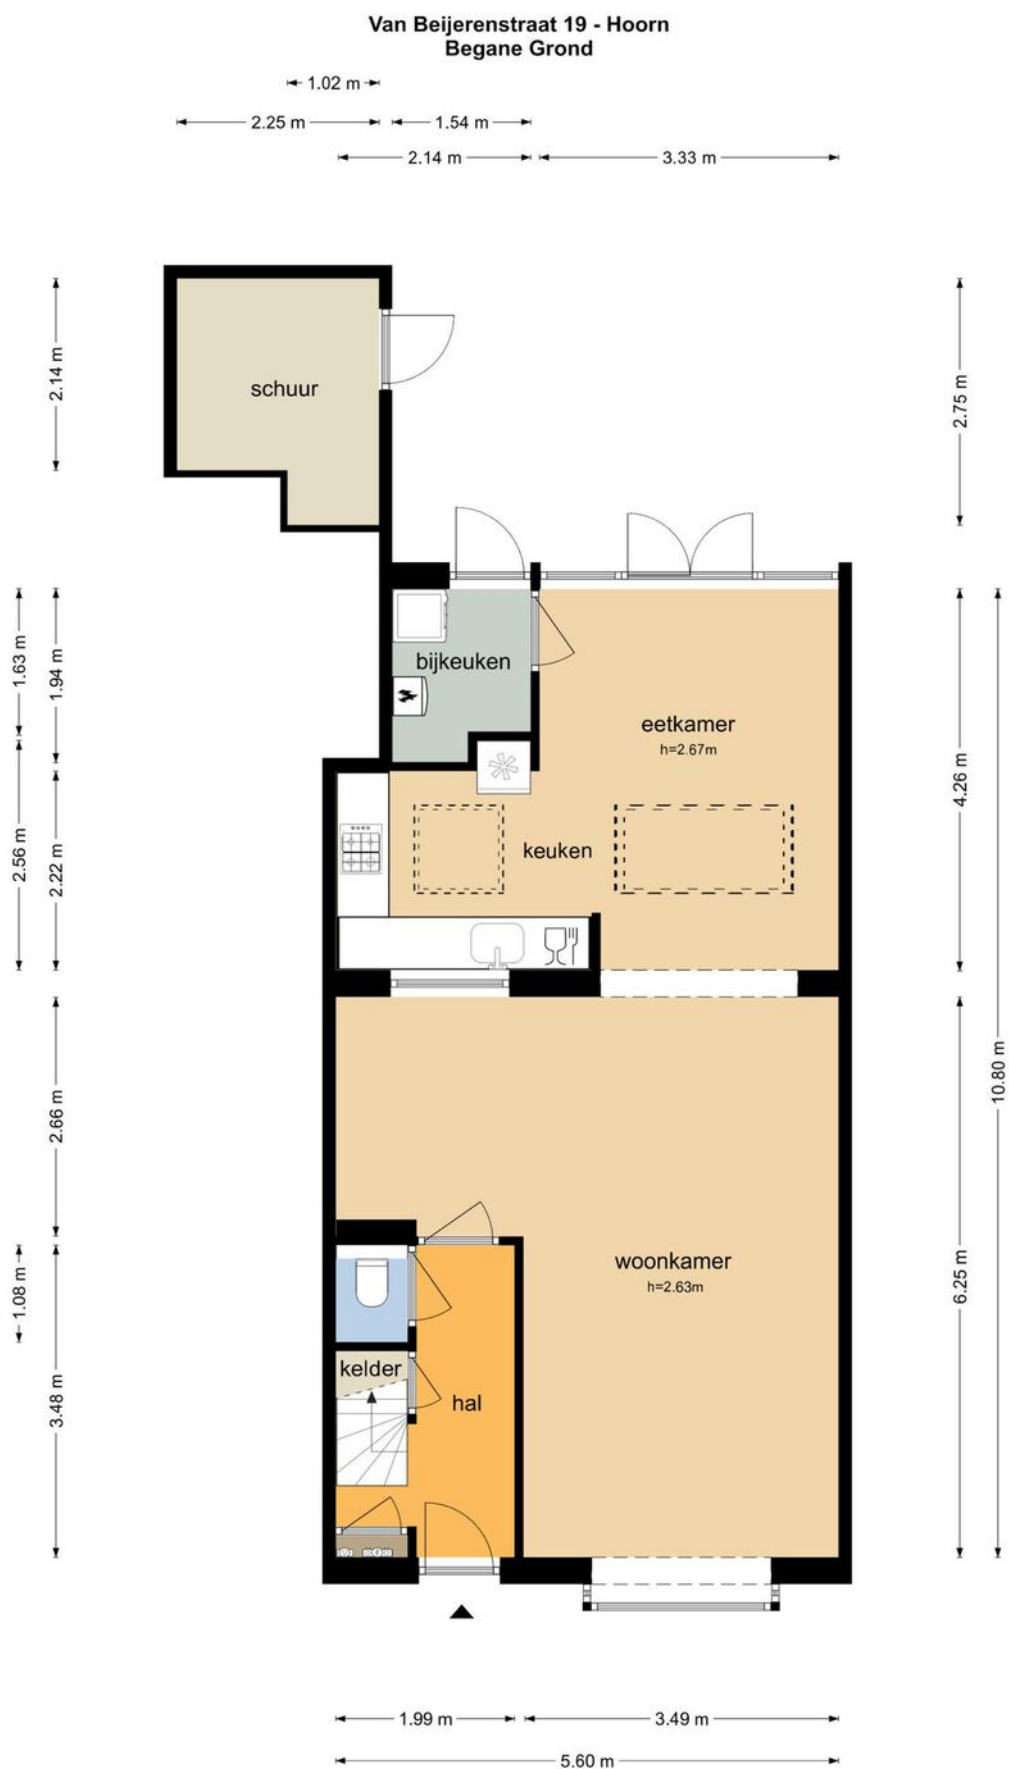 Van Beijerenstraat 19 - Hoorn
Begane Grond
1.02 m
2.25 m
1.54 m
2.14 m
3.33 m
2.14 m
schuur
2.75 m
1.63 m
1.94 m
bijkeuken
eetkamer
h=2.67m
4.26 m
2.56 m
2.22 m
keuken
2.66 m
10.80 m
woonkamer
h=2.63m
6.25 m
1.08 m
kelder
hal
3.48 m
1.99 m
3.49 m
5.60 m